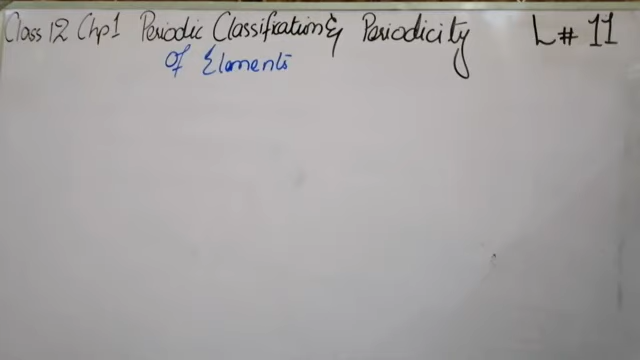 Class 12 Chp1 Periodic Classification & Periodicity L# 11
Of Elements